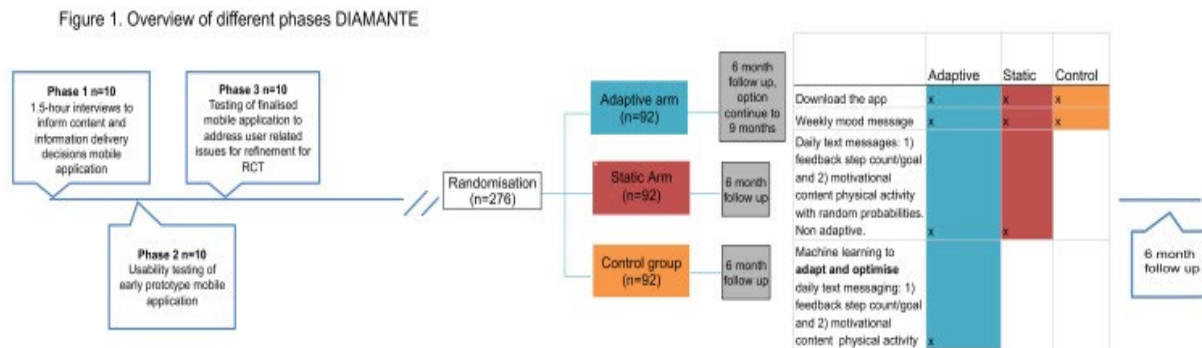 Figure 1. Overview of different phases DIAMANTE
Phase 1 n=10
1.5-hour interviews to
inform content and
information delivery
decisions mobile
application
Phase 3 n=10
Testing of finalised
mobile application to
address user related
issues for refinement for
RCT
Phase 2 n=10
Usability testing of
early prototype mobile
application
Randomisation
(n=276)
Adaptive arm
(n=92)
6 month
follow up,
option
continue to
9 months
Static Arm
(n=92)
6 month
follow up
Control group
(n=92)
6 month
follow up
Adaptive Static Control
Download the app x x x
Weekly mood message x x x
Daily text messages: 1)
feedback step count/goal
and 2) motivational
content physical activity
with random probabilities.
Non adaptive. x x
Machine learning to
adapt and optimise
daily text messaging: 1)
feedback step count/goal
and 2) motivational
content physical activity x
6 month
follow up